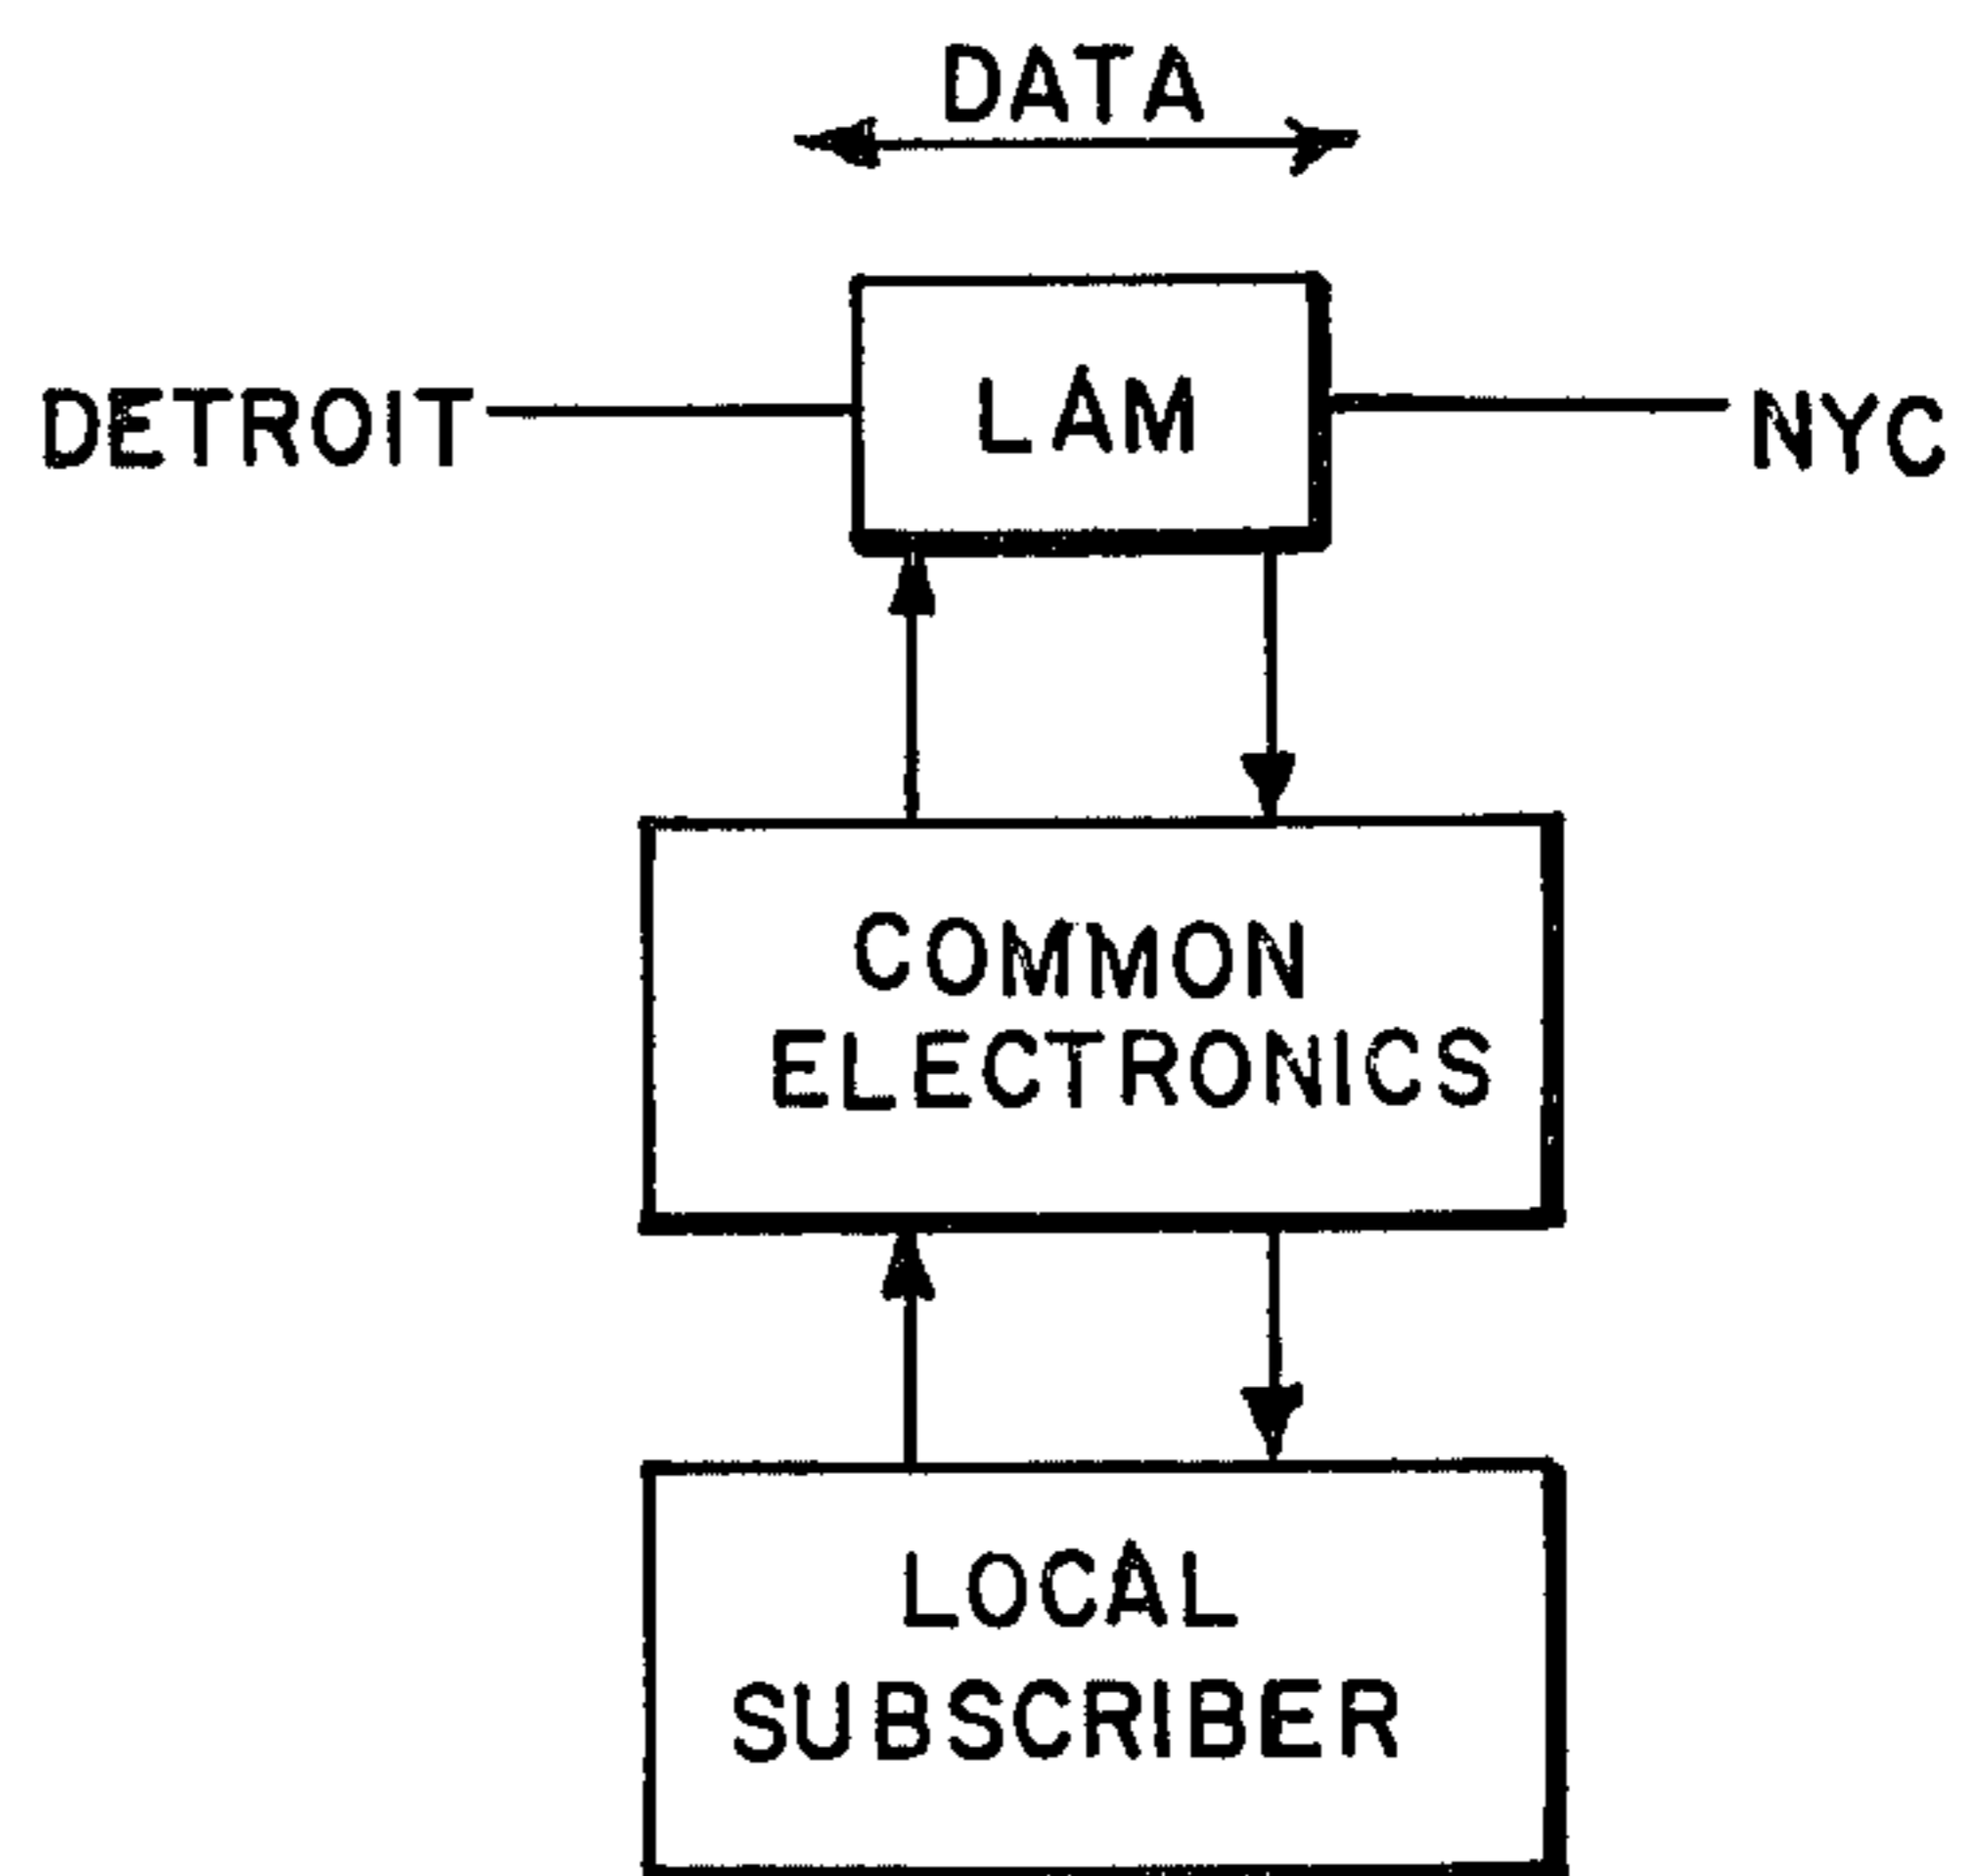 DATA
DETROIT LAM NYC
COMMON
ELECTRONICS
LOCAL
SUBSCRIBER